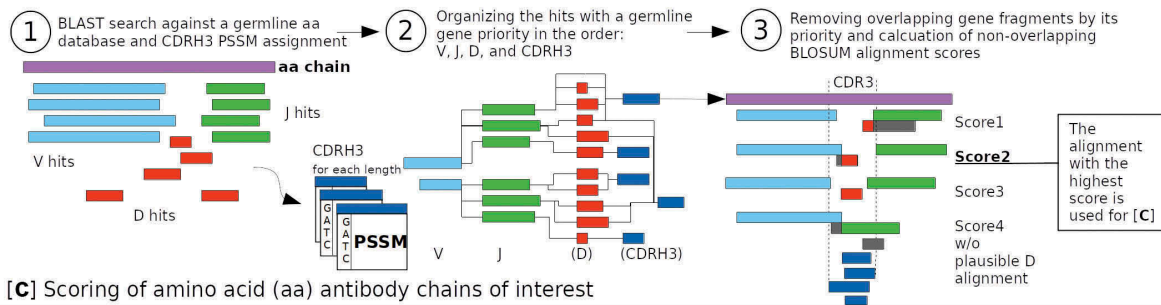 1
BLAST search against a germline aa
database and CDRH3 PSSM assignment
2
Organizing the hits with a germline
gene priority in the order:
V, J, D, and CDRH3
3
Removing overlapping gene fragments by its
priority and calcuation of non-overlapping
BLOSUM alignment scores
aa chain
J hits
V hits
D hits
CDRH3
for each length
G
A
T
C
G
A
T
C
PSSM
V
J
(D)
(CDRH3)
CDR3
Score1
Score2
Score3
Score4
w/o
plausible D
alignment
The
alignment
with the
highest
score is
used for [C]
[C] Scoring of amino acid (aa) antibody chains of interest